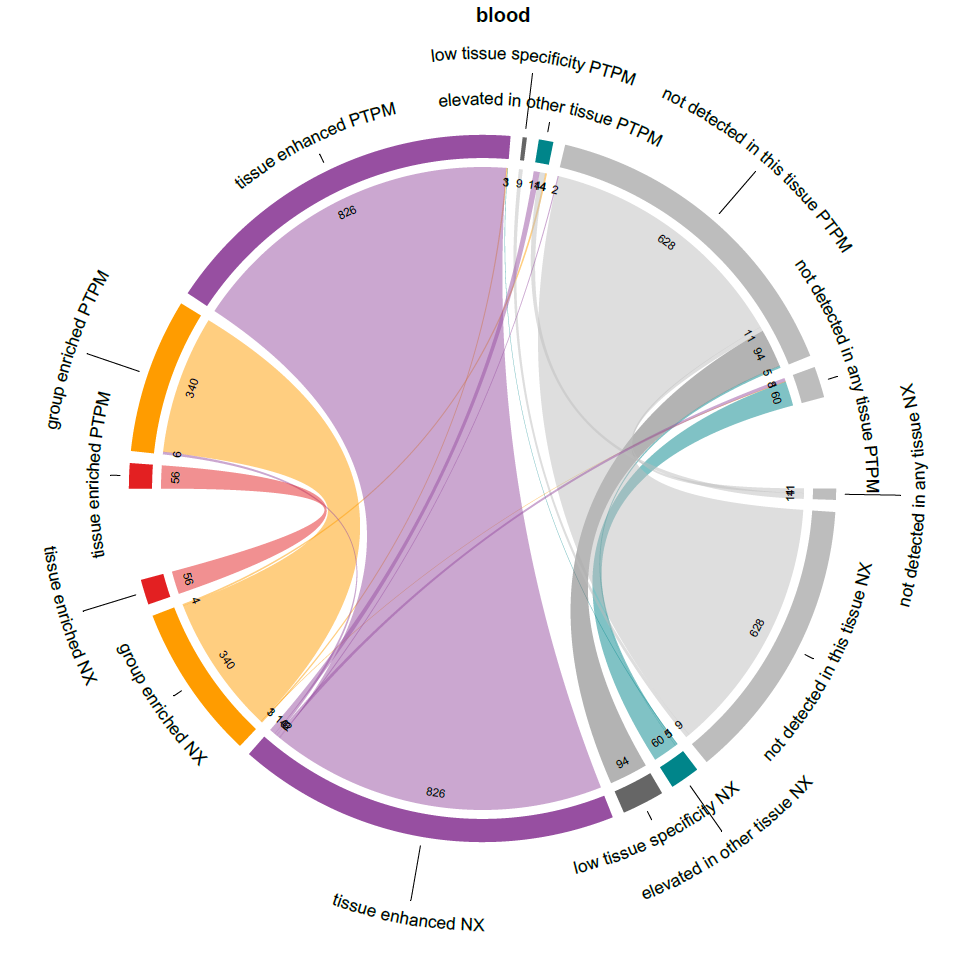 blood
low tissue specificity PTPM
elevated in other tissue PTPM
not detected in this tissue PTPM
tissue enhanced PTPM
not detected in any tissue PTPM
group enriched PTPM
tissue enriched PTPM
not detected in any tissue NX
tissue enriched NX
group enriched NX
not detected in this tissue NX
low tissue specificity NX
elevated in other tissue NX
tissue enhanced NX
826
9
2
628
11
94
5
8
60
340
6
56
56
4
340
628
9
60
94
826